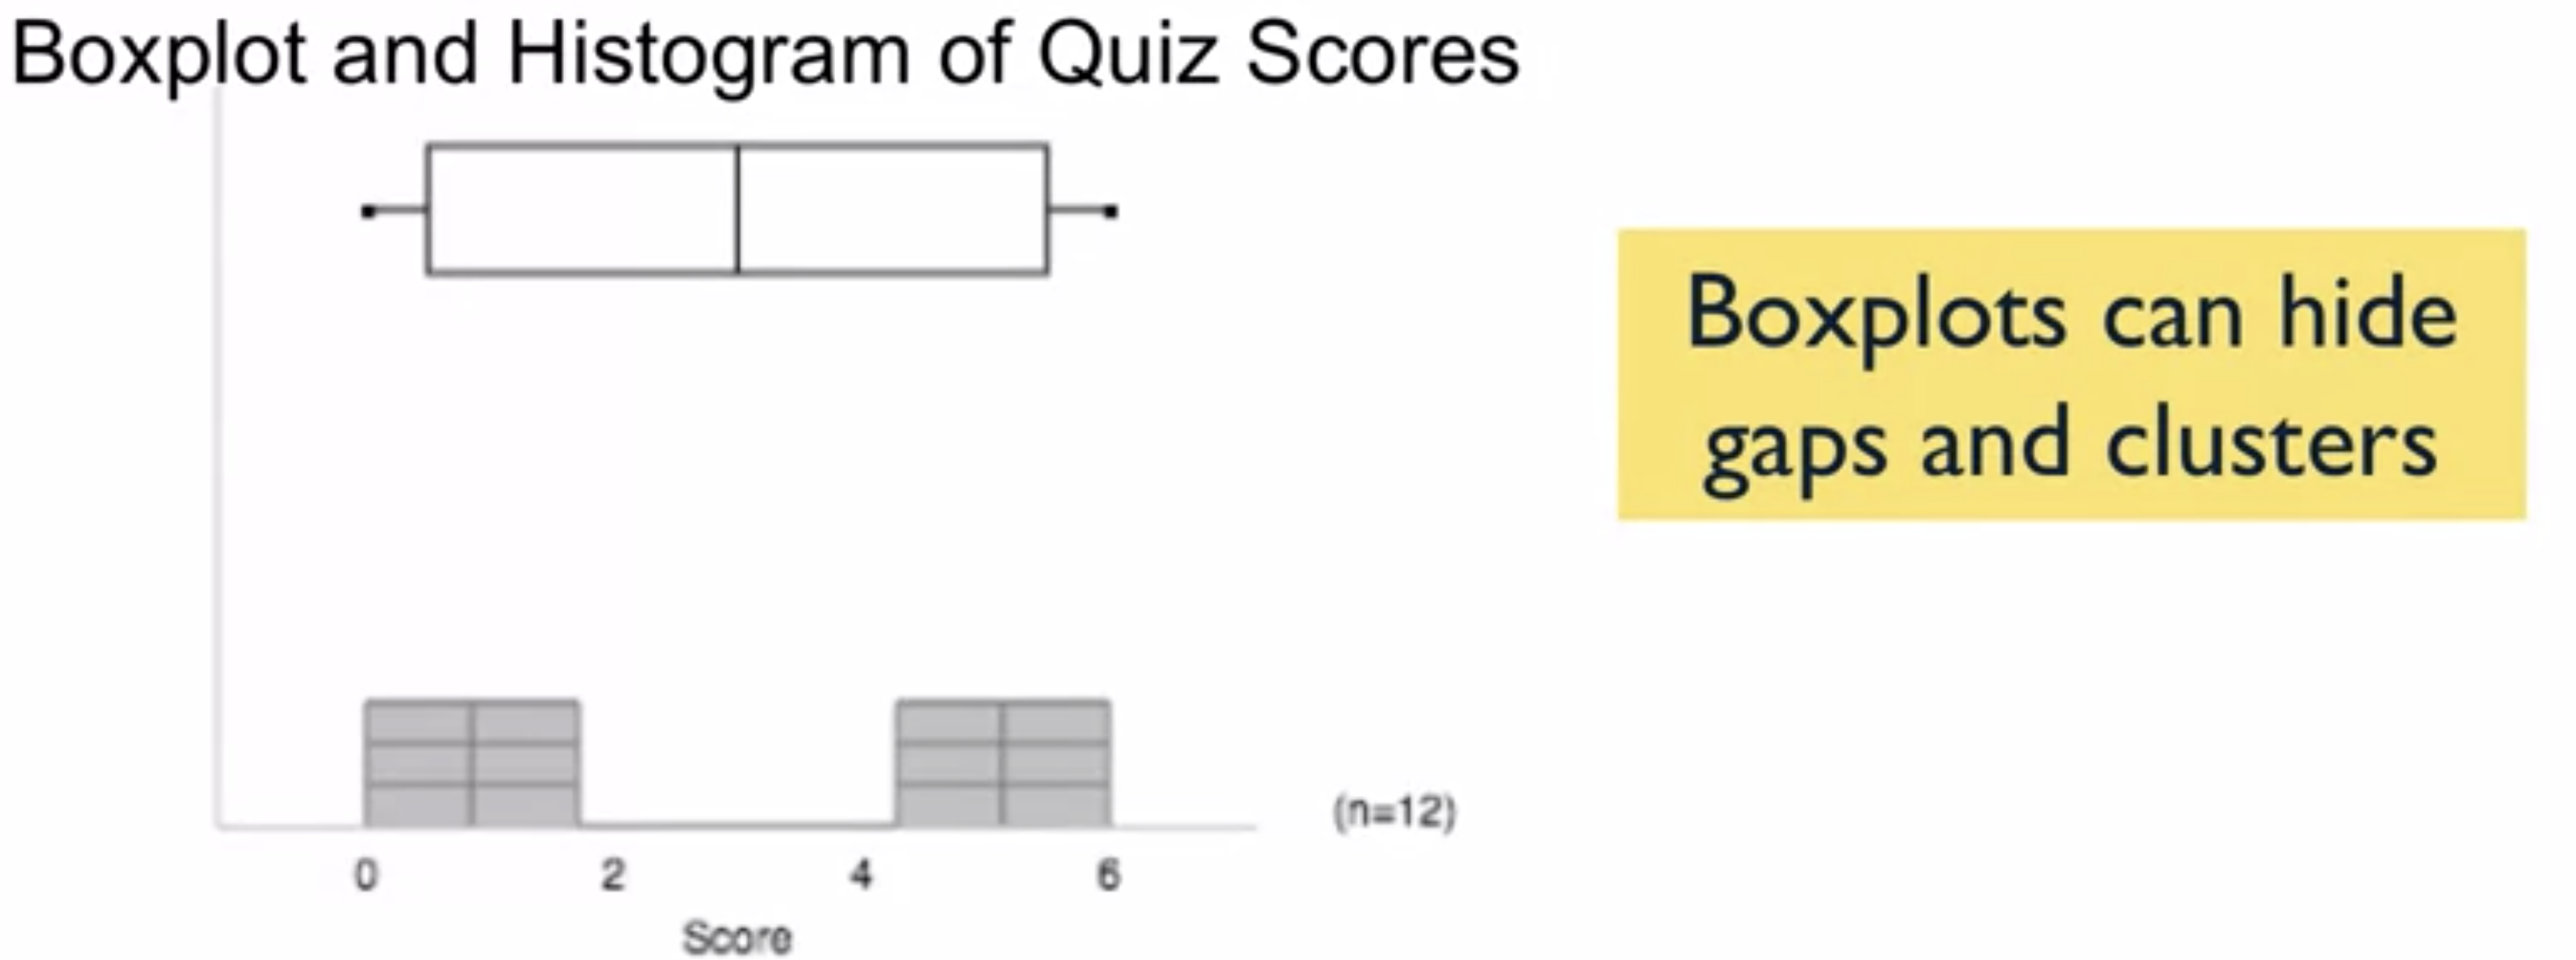 Boxplot and Histogram of Quiz Scores
Boxplots can hide
gaps and clusters
(n=12)
0 2 4 6
Score